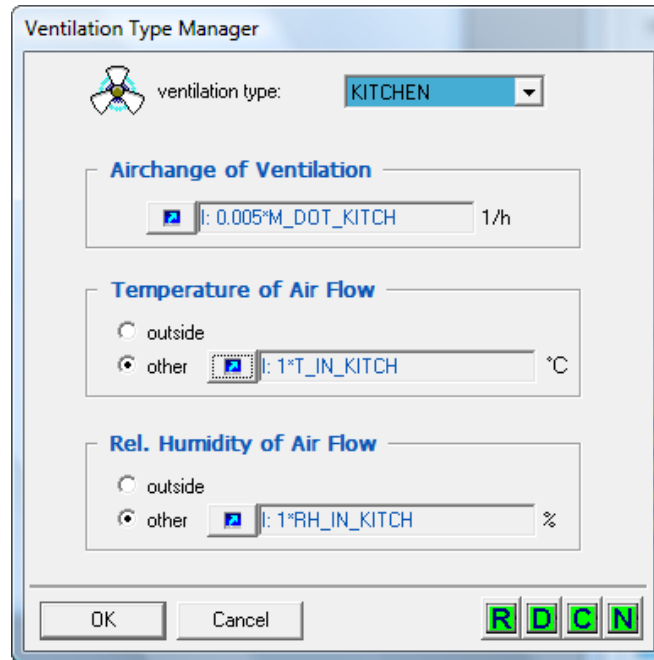 Ventilation Type Manager
ventilation type: KITCHEN
Airchange of Ventilation
I: 0.005*M_DOT_KITCH 1/h
Temperature of Air Flow
outside
other I: 1*T_IN_KITCH °C
Rel. Humidity of Air Flow
outside
other I: 1*RH_IN_KITCH %
OK Cancel R D C N